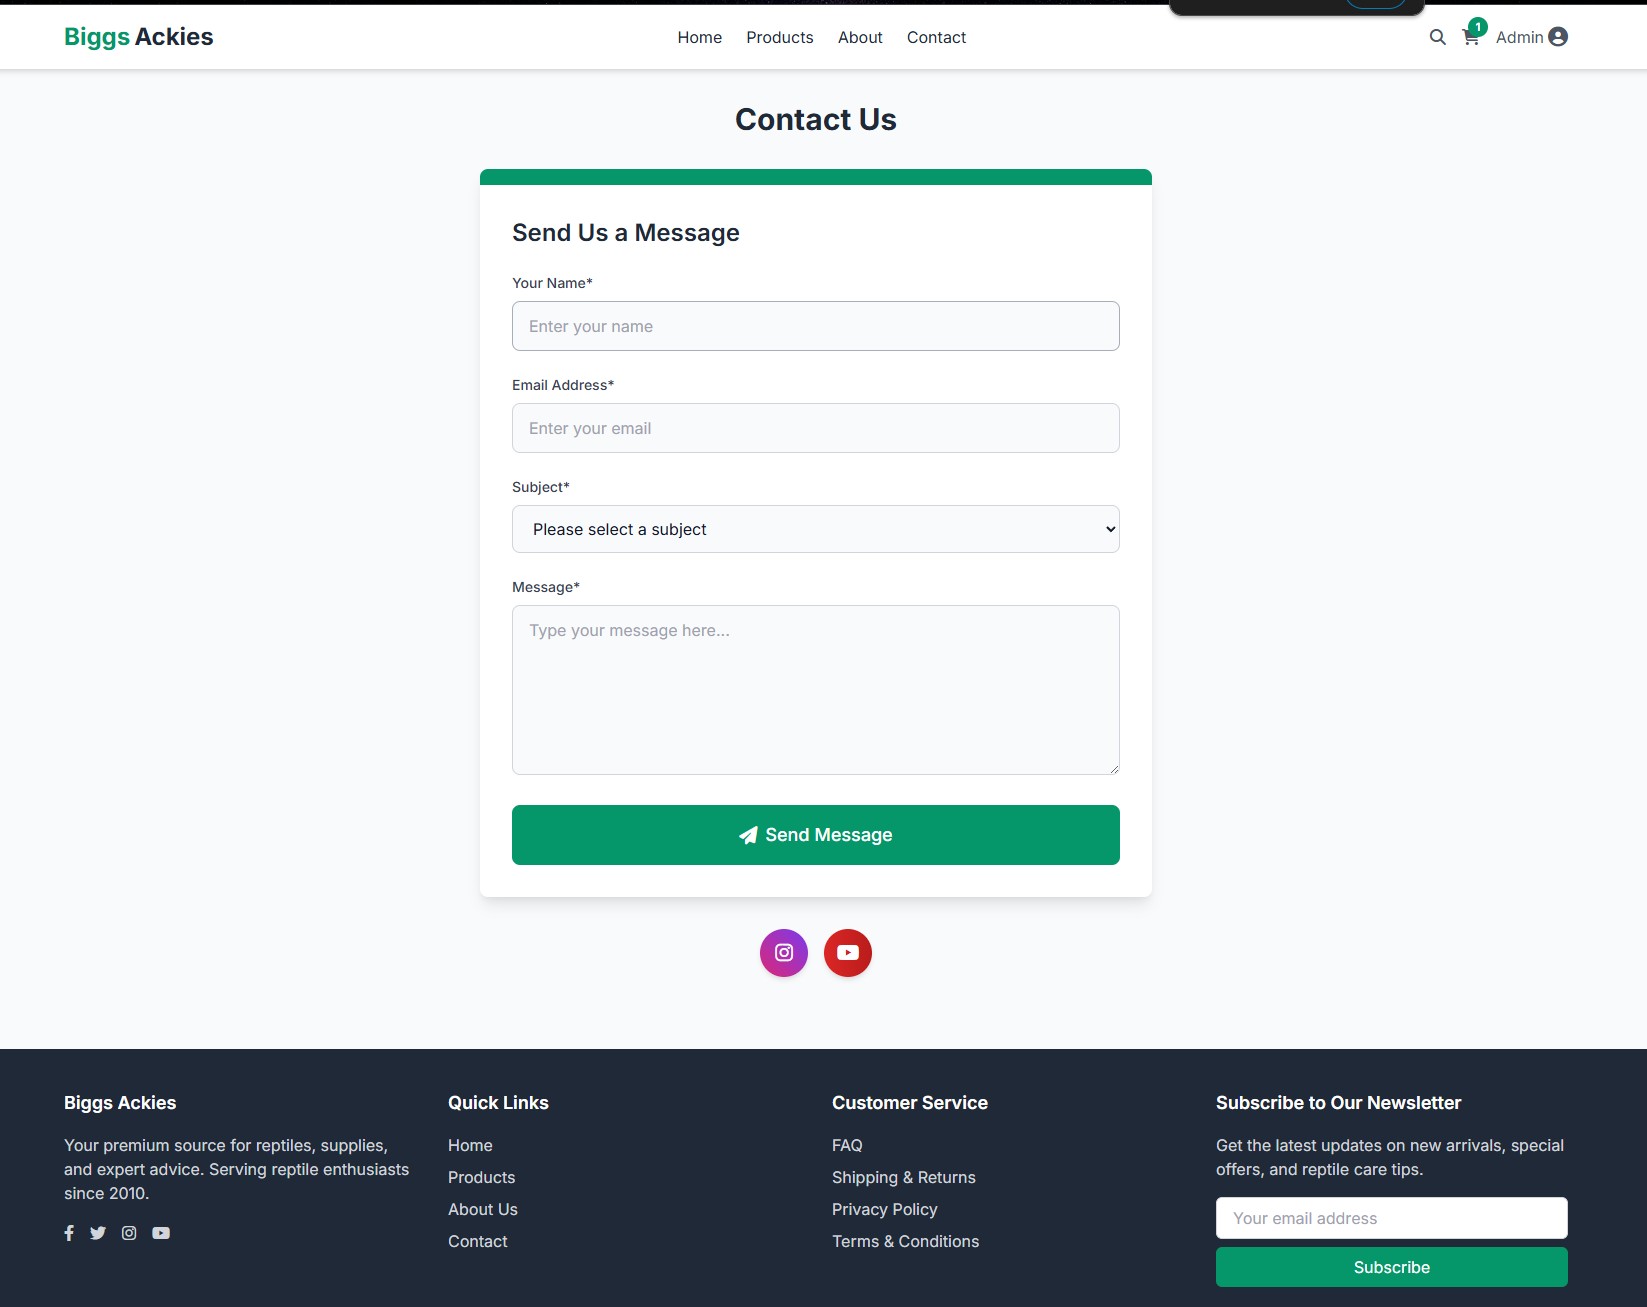 Biggs Ackies
Home
Products
About
Contact
1
Admin
Contact Us
Send Us a Message
Your Name*
Enter your name
Email Address*
Enter your email
Subject*
Please select a subject
Message*
Type your message here...
Send Message
Biggs Ackies
Your premium source for reptiles, supplies,
and expert advice. Serving reptile enthusiasts
since 2010.
Quick Links
Home
Products
About Us
Contact
Customer Service
FAQ
Shipping & Returns
Privacy Policy
Terms & Conditions
Subscribe to Our Newsletter
Get the latest updates on new arrivals, special
offers, and reptile care tips.
Your email address
Subscribe